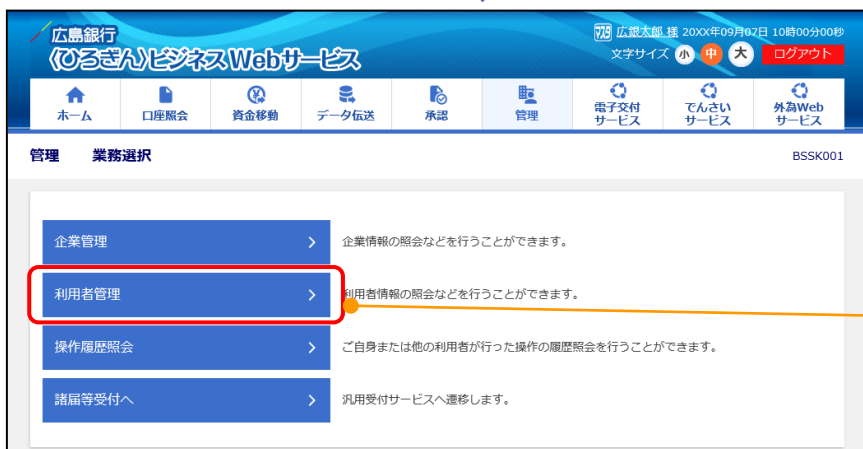 広島銀行
〈ひろぎん〉ビジネスWebサービス
広銀太郎 様 20XX年09月07日 10時00分00秒
文字サイズ 小 中 大 ログアウト
ホーム 口座照会 資金移動 データ伝送 承認 管理 電子交付サービス でんさいサービス 外為Webサービス
管理 業務選択 BSSK001
企業管理 企業情報の照会などを行うことができます。
利用者管理 利用者情報の照会などを行うことができます。
操作履歴照会 ご自身または他の利用者が行った操作の履歴照会を行うことができます。
諸届等受付へ 汎用受付サービスへ遷移します。